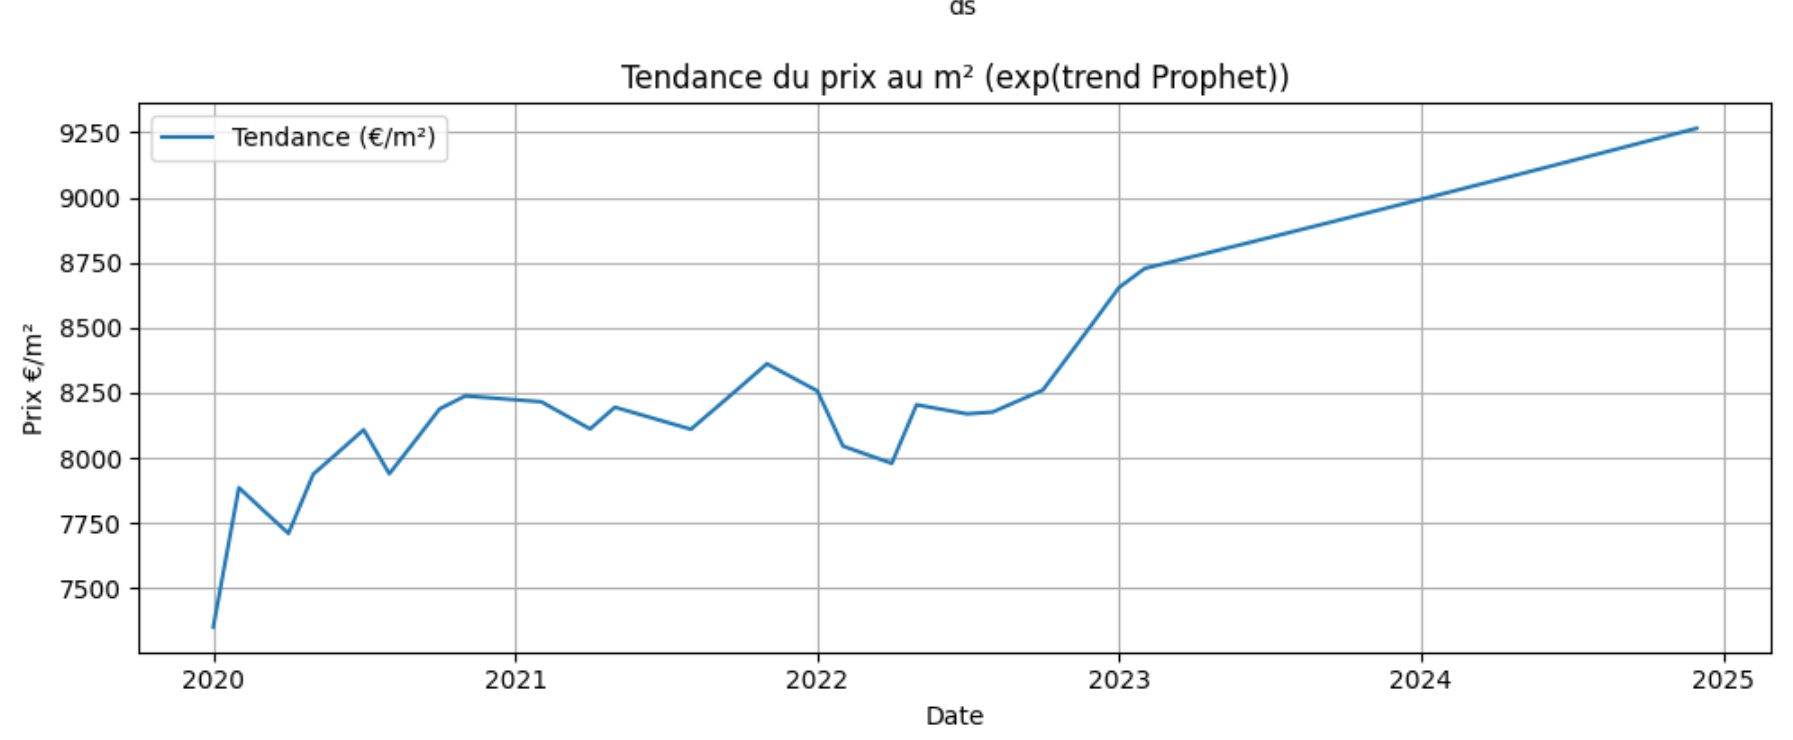 ds
Tendance du prix au m² (exp(trend Prophet))
Tendance (€/m²)
9250
9000
8750
8500
8250
8000
7750
7500
Prix €/m²
2020 2021 2022 2023 2024 2025
Date